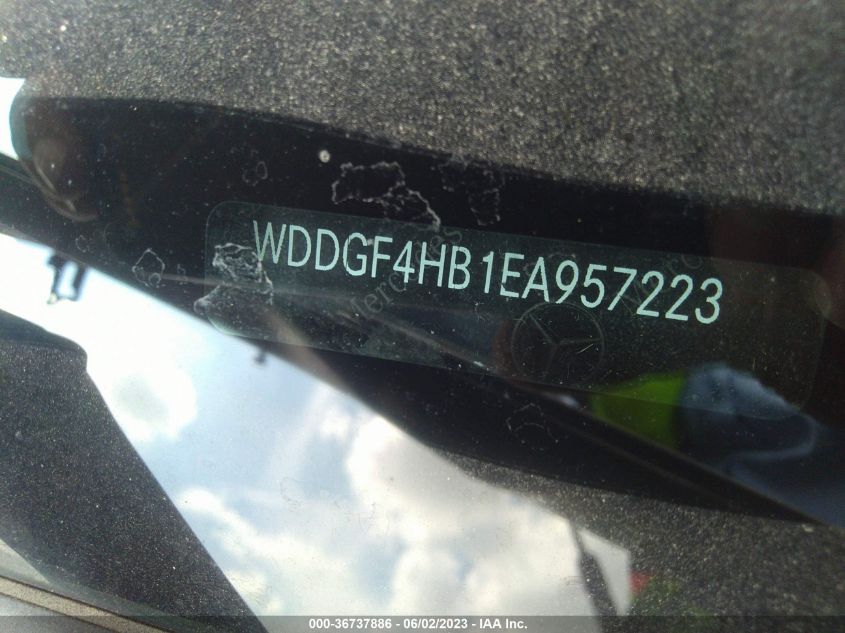 WDDGF4HB1EA957223
000-36737886 - 06/02/2023 - IAA Inc.